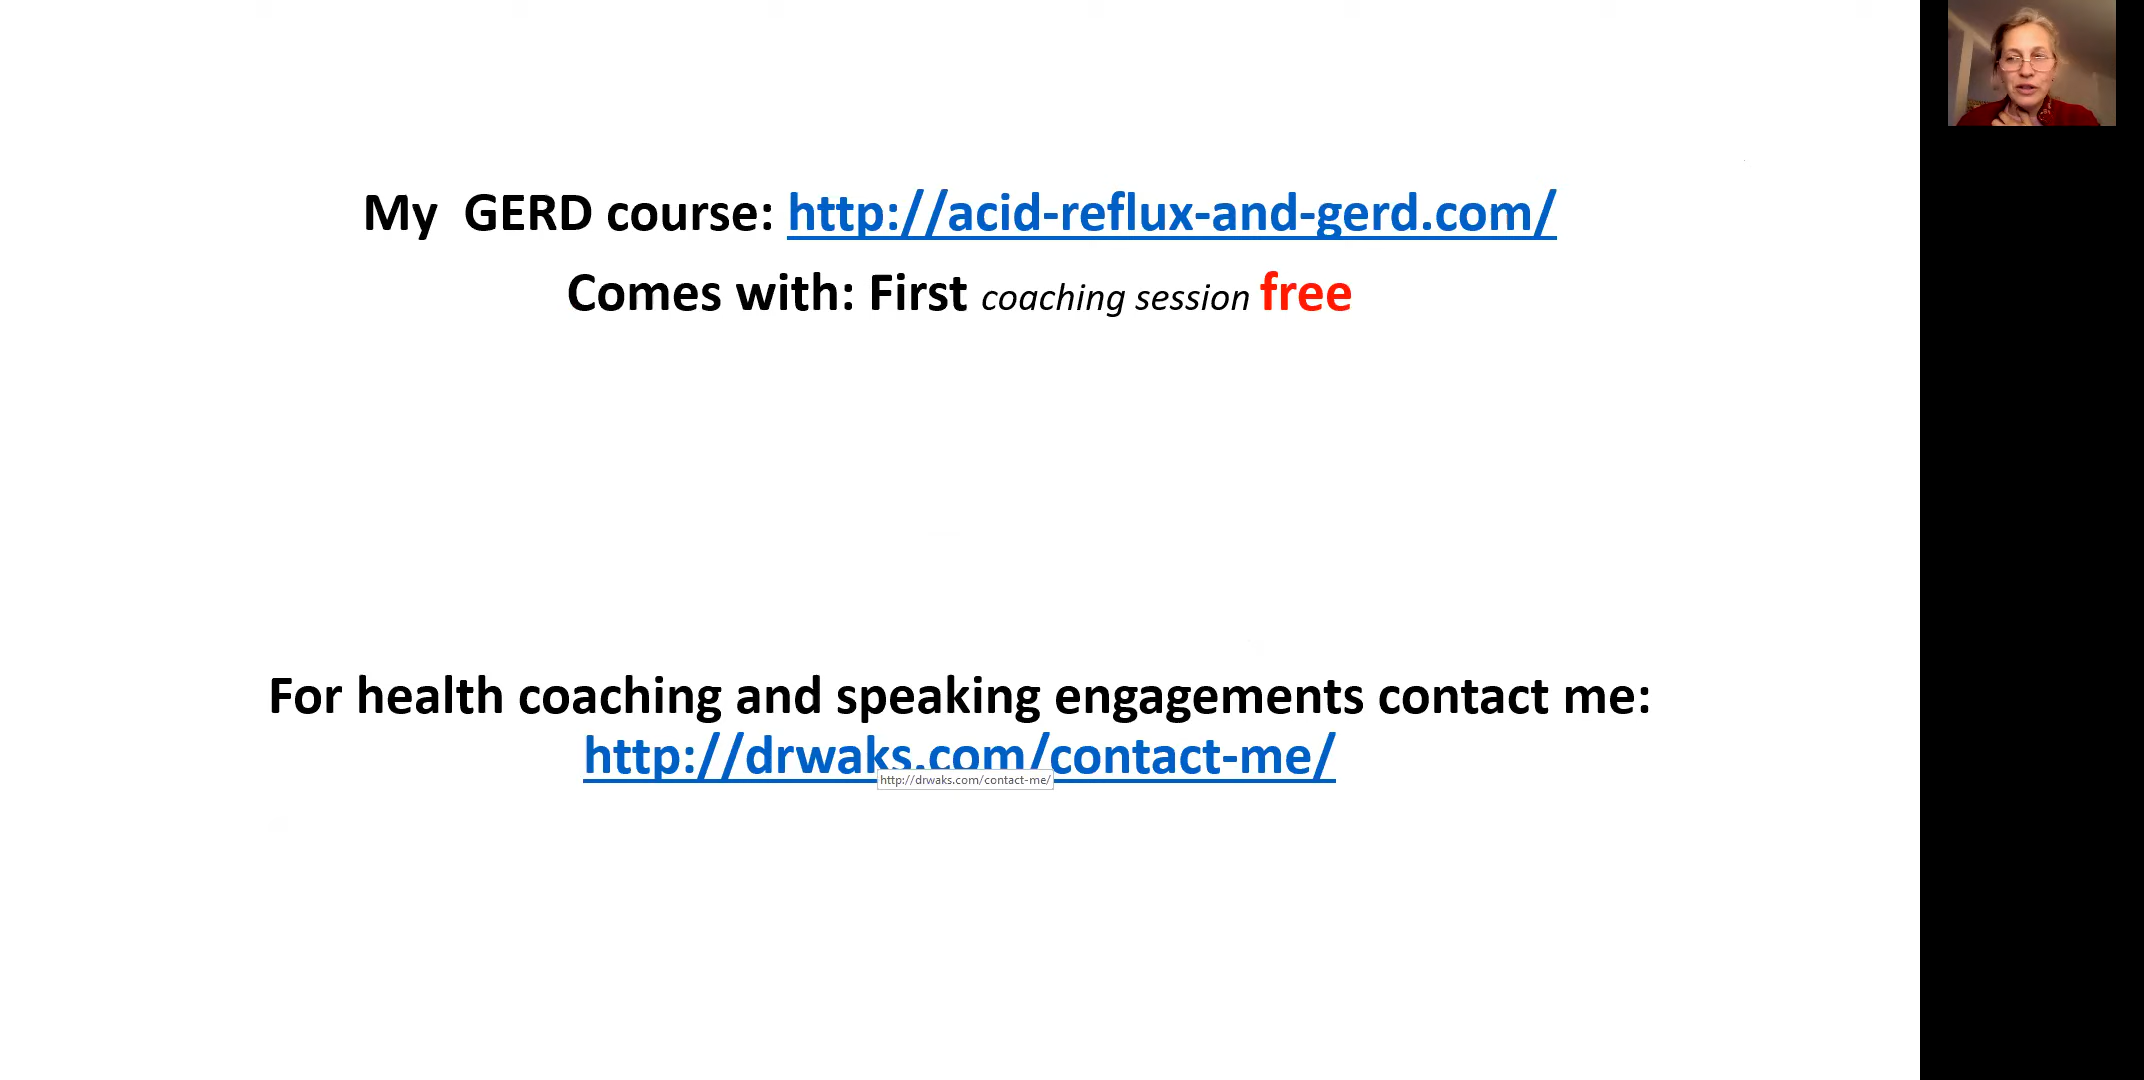 My  GERD course: http://acid-reflux-and-gerd.com/
Comes with: First coaching session free
For health coaching and speaking engagements contact me:
http://drwaks.com/contact-me/
http://drwaks.com/contact-me/